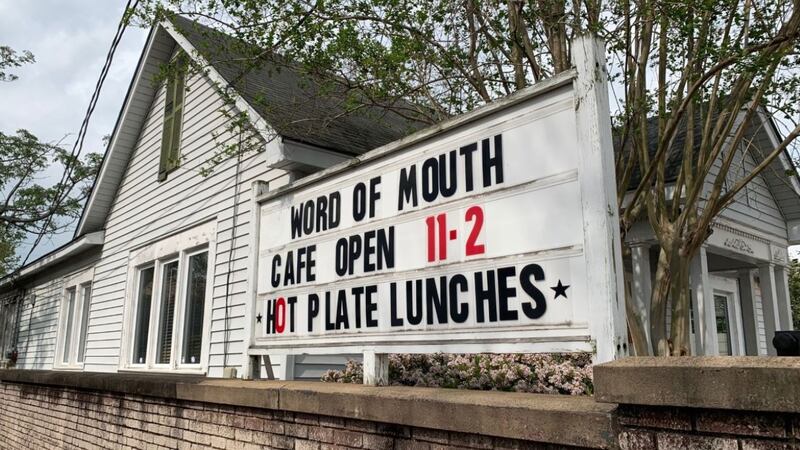 WORD OF MOUTH
CAFE OPEN 11-2
★HOT PLATE LUNCHES★